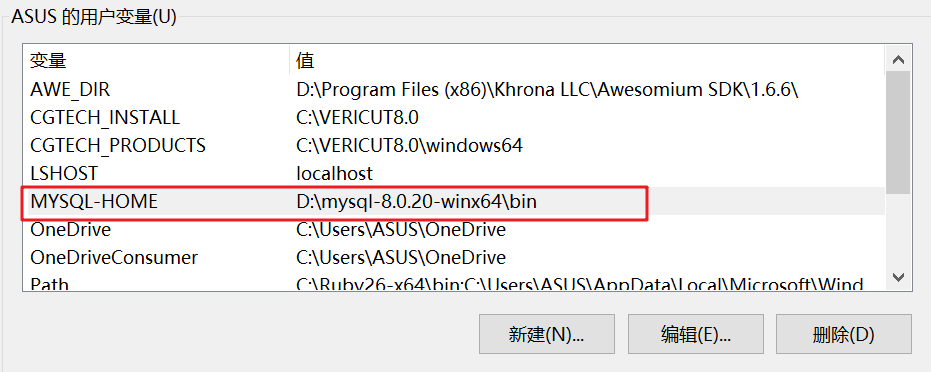 ASUS 的用户变量(U)
变量 值
AWE_DIR D:\Program Files (x86)\Khrona LLC\Awesomium SDK\1.6.6\
CGTECH_INSTALL C:\VERICUT8.0
CGTECH_PRODUCTS C:\VERICUT8.0\windows64
LSHOST localhost
MYSQL-HOME D:\mysql-8.0.20-winx64\bin
OneDrive C:\Users\ASUS\OneDrive
OneDriveConsumer C:\Users\ASUS\OneDrive
Path C:\Ruby26-x64\bin;C:\Users\ASUS\AppData\Local\Microsoft\Wind
新建(N)... 编辑(E)... 删除(D)